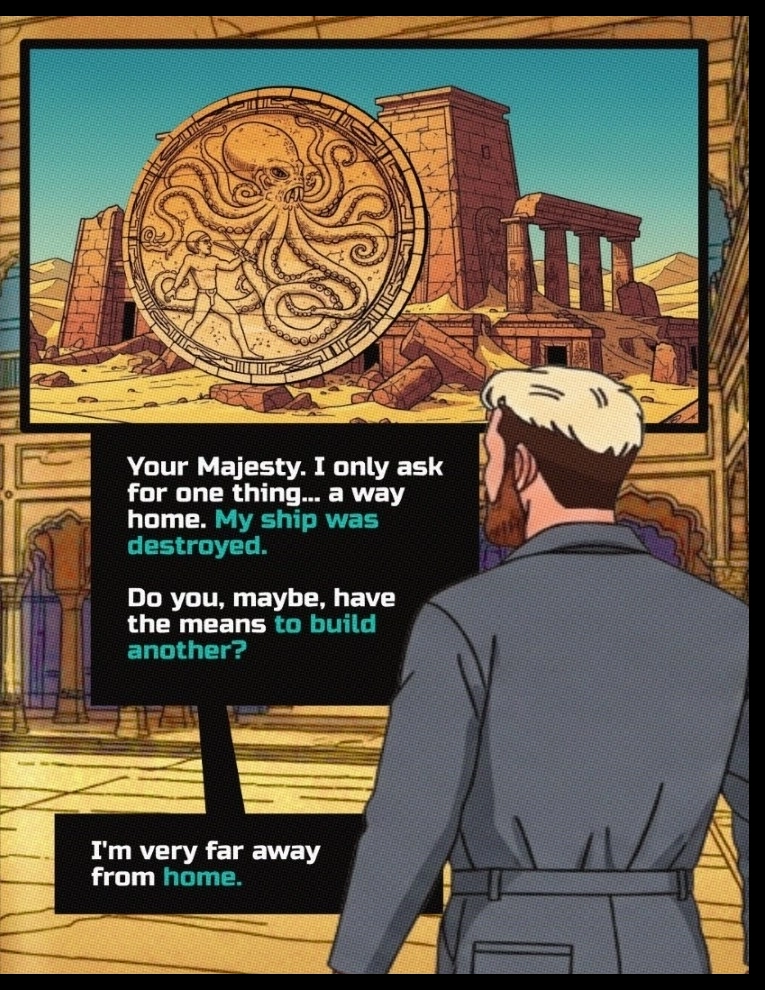 Your Majesty. I only ask
for one thing... a way
home. My ship was
destroyed.
Do you, maybe, have
the means to build
another?
I'm very far away
from home.